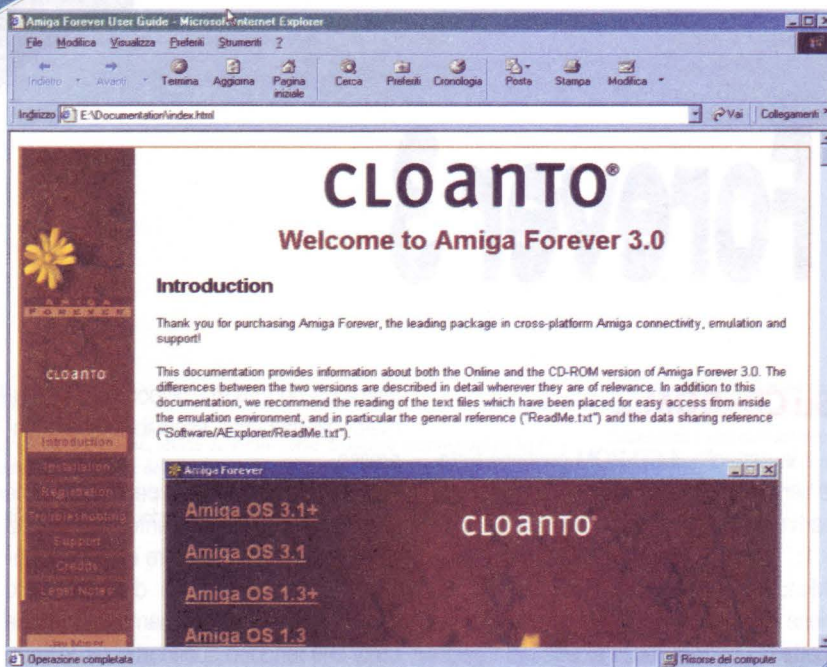 Amiga Forever User Guide - Microsoft Internet Explorer
File Modifica Visualizza Preferiti Strumenti ?
Indietro Avanti Termina Aggiorna Pagina iniziale Cerca Preferiti Cronologia Posta Stampa Modifica
Indirizzo E:\Documentation\index.html Vai Collegamenti
AMIGA
FOREVER
CLOANTO
Introduction
Installation
Registration
Troubleshooting
Support
Credits
Legal Notes
Jay Miner
CLOANTO®
Welcome to Amiga Forever 3.0
Introduction
Thank you for purchasing Amiga Forever, the leading package in cross-platform Amiga connectivity, emulation and
support!
This documentation provides information about both the Online and the CD-ROM version of Amiga Forever 3.0. The
differences between the two versions are described in detail wherever they are of relevance. In addition to this
documentation, we recommend the reading of the text files which have been placed for easy access from inside
the emulation environment, and in particular the general reference ("ReadMe.txt") and the data sharing reference
("Software/AExplorer/ReadMe.txt").
Amiga Forever
Amiga OS 3.1+
Amiga OS 3.1
Amiga OS 1.3+
Amiga OS 1.3
CLOANTO
Operazione completata
Risorse del computer